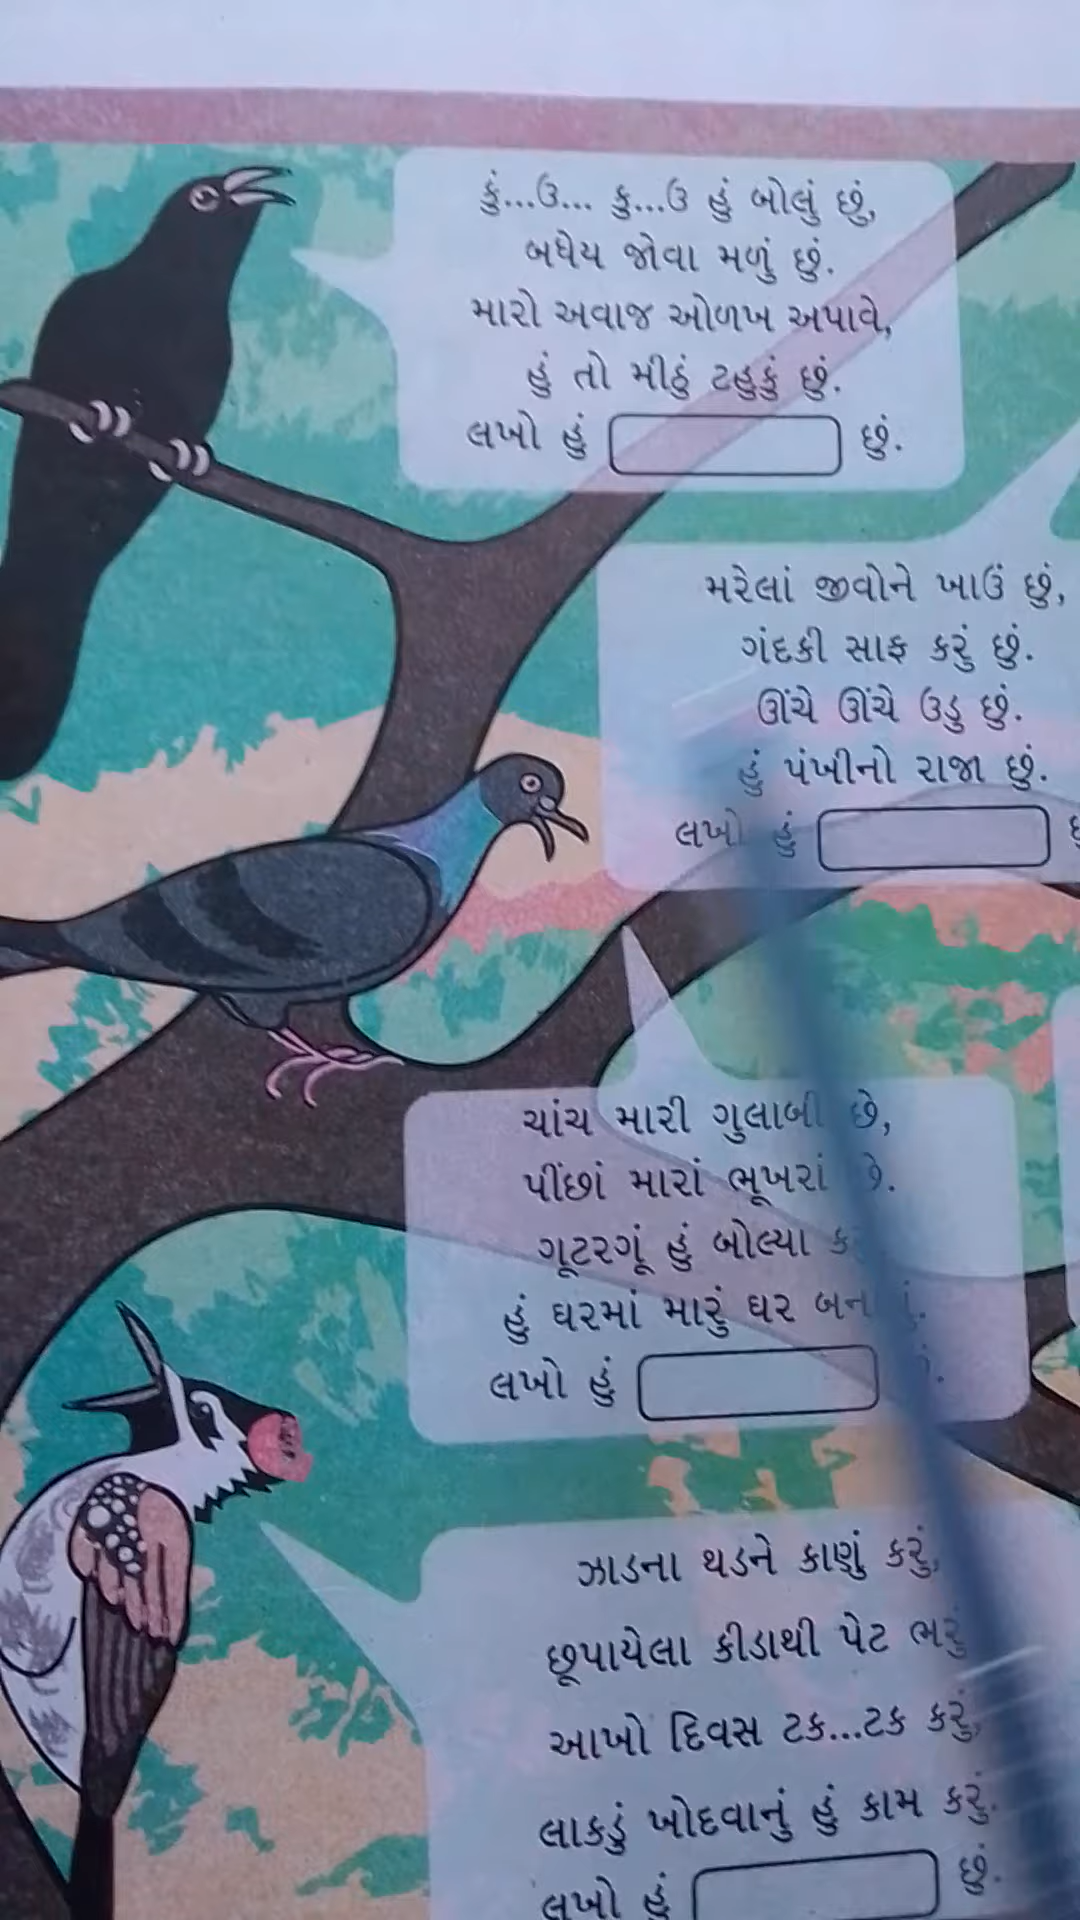 કું...ઉ... કુ...ઉ હું બોલું છું,
બધેય જોવા મળું છું.
મારો અવાજ ઓળખ અપાવે,
હું તો મીઠું ટહુકું છું.
લખો હું છું.
મરેલાં જીવોને ખાઉં છું,
ગંદકી સાફ કરું છું.
ઊંચે ઊંચે ઉડુ છું.
હું પંખીનો રાજા છું.
લખો હું
ચાંચ મારી ગુલાબી છે,
પીંછાં મારાં ભૂખરાં
ગૂટરગૂં હું બોલ્યા
હું ઘરમાં મારું ઘર
લખો હું
ઝાડના થડને કાણું કરું,
છૂપાયેલા કીડાથી પેટ ભરું
આખો દિવસ ટક...ટક કરું,
લાકડું ખોદવાનું હું કામ કરું.
લખો હું છું.